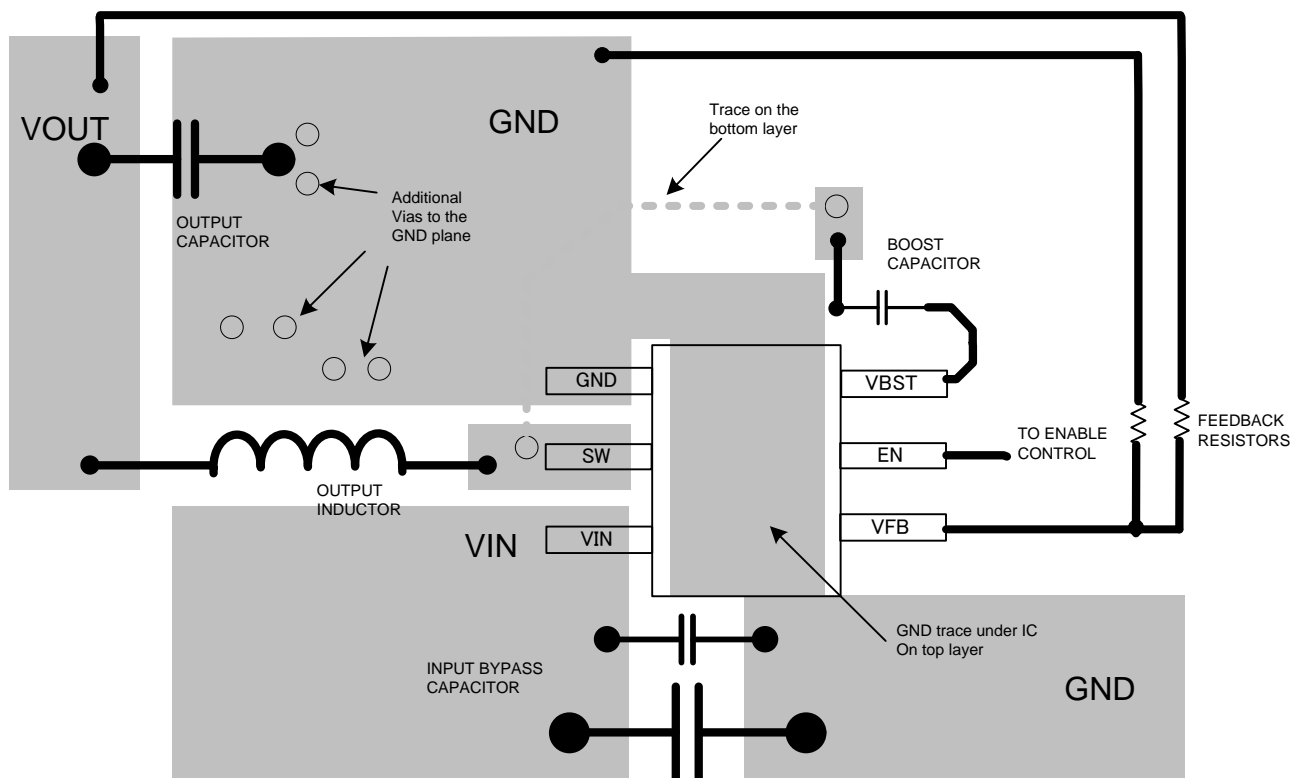 Trace on the
bottom layer
VOUT
GND
Additional
Vias to the
GND plane
OUTPUT
CAPACITOR
BOOST
CAPACITOR
GND
VBST
TO ENABLE
CONTROL
FEEDBACK
RESISTORS
SW
EN
OUTPUT
INDUCTOR
VIN
VIN
VFB
GND trace under IC
On top layer
INPUT BYPASS
CAPACITOR
GND